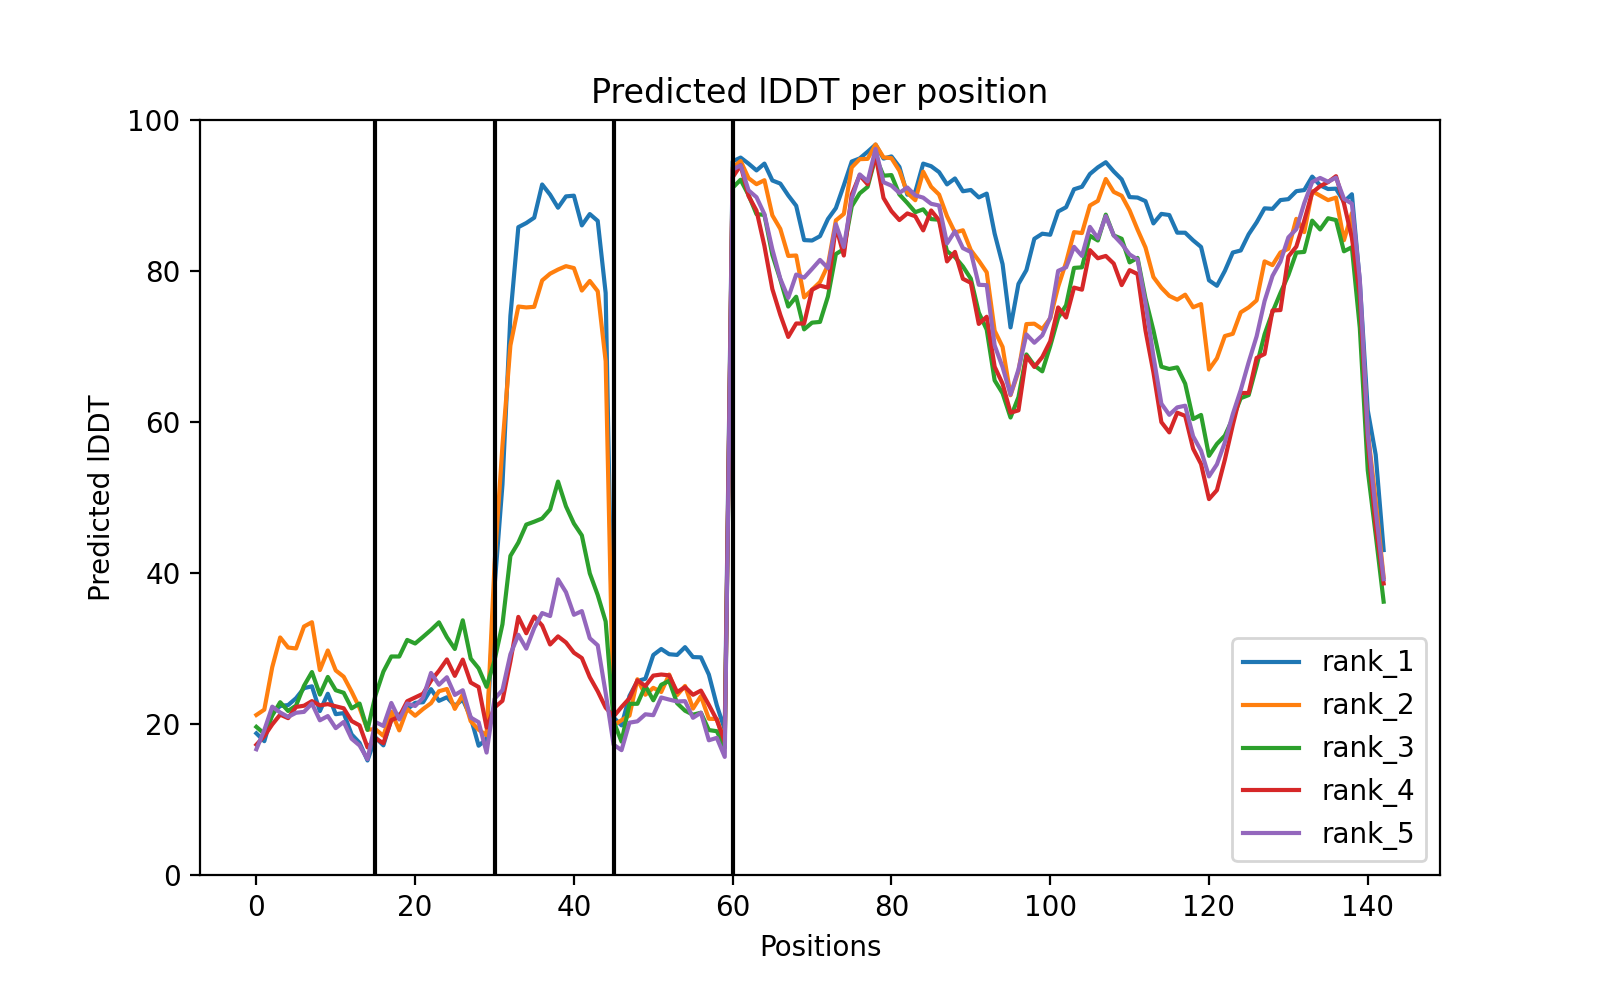 Predicted lDDT per position
100
80
60
40
20
0
Predicted lDDT
0 20 40 60 80 100 120 140
Positions
rank_1
rank_2
rank_3
rank_4
rank_5